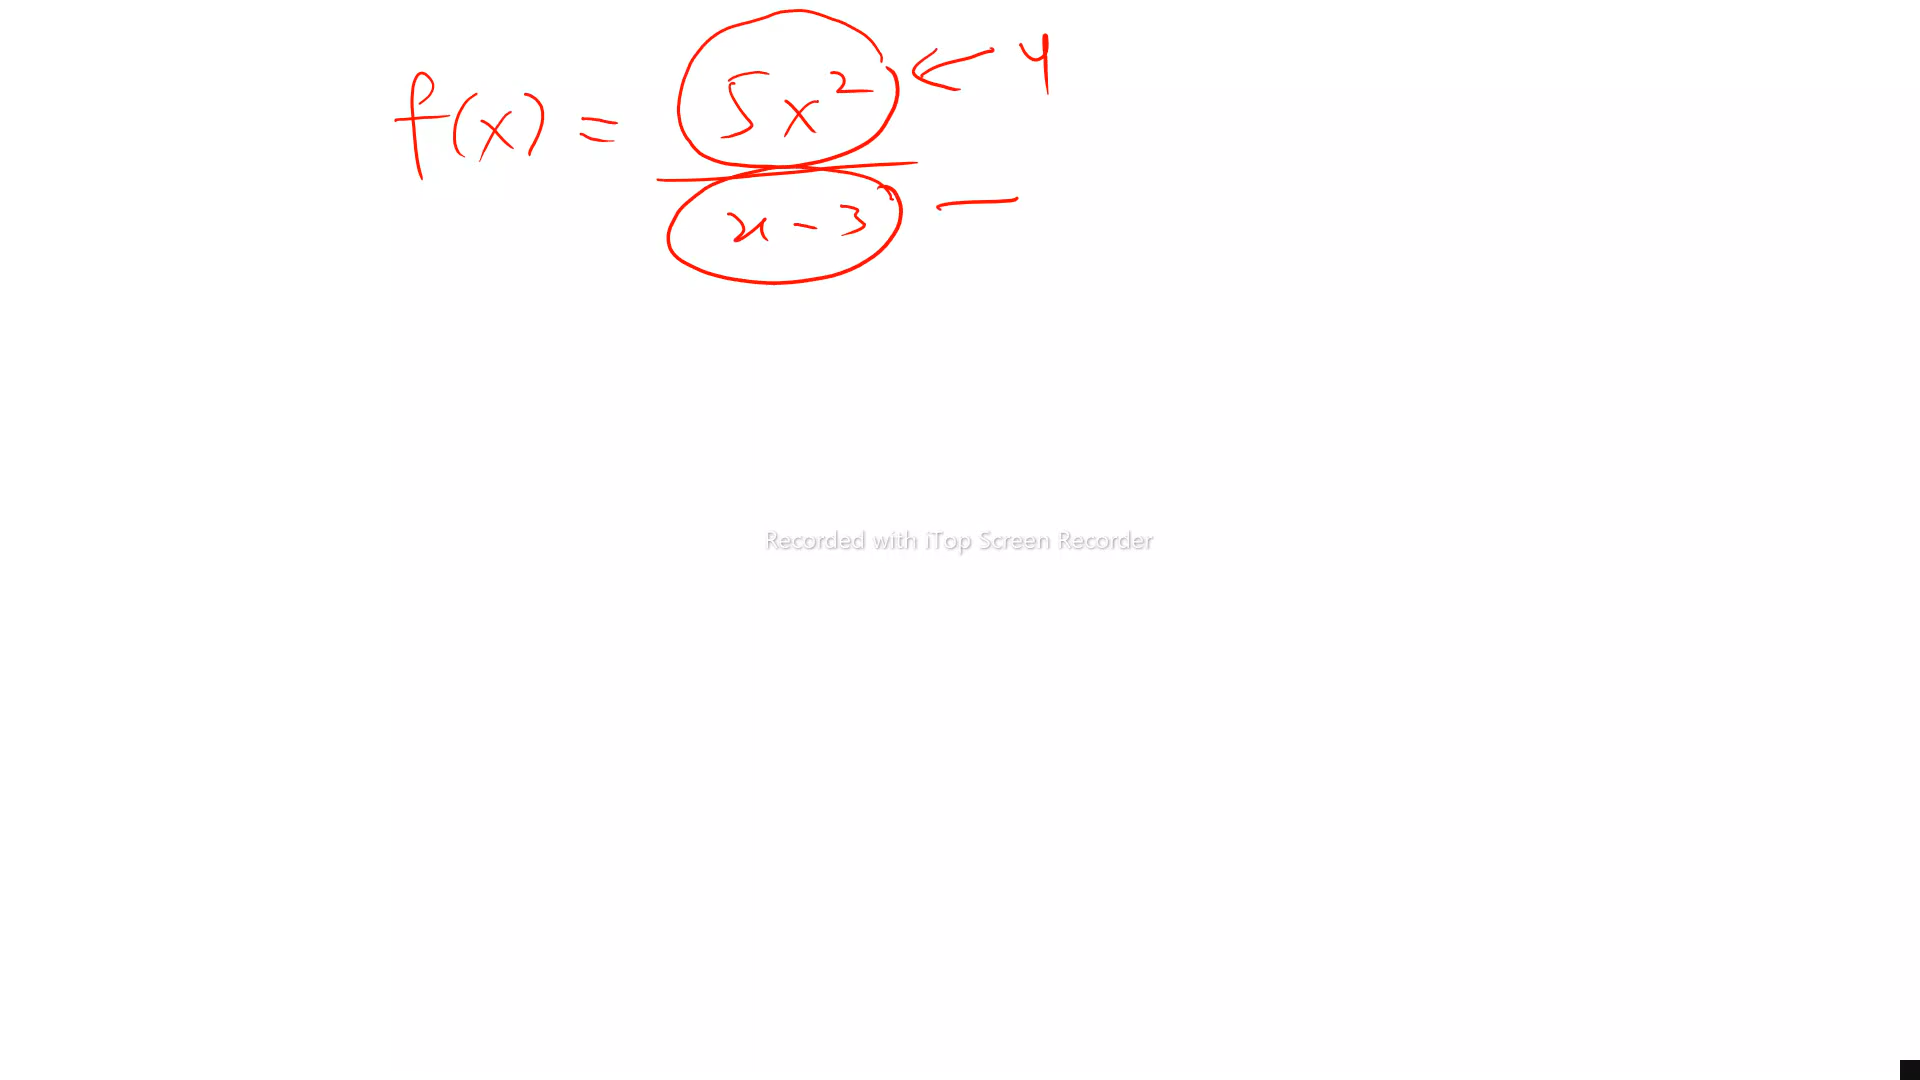 f(x) = 5x² ← y
x - 3 —
Recorded with iTop Screen Recorder